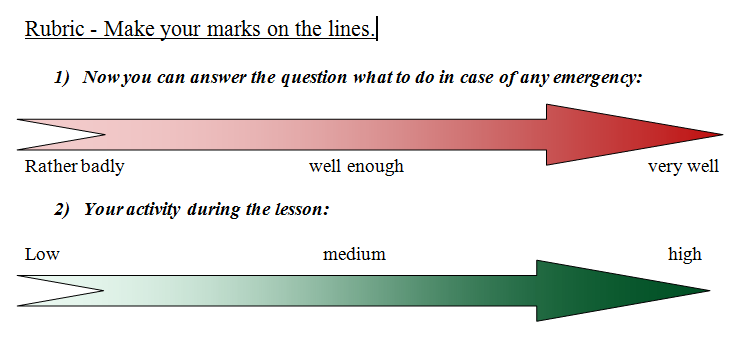 Rubric - Make your marks on the lines.
1) Now you can answer the question what to do in case of any emergency:
Rather badly well enough very well
2) Your activity during the lesson:
Low medium high